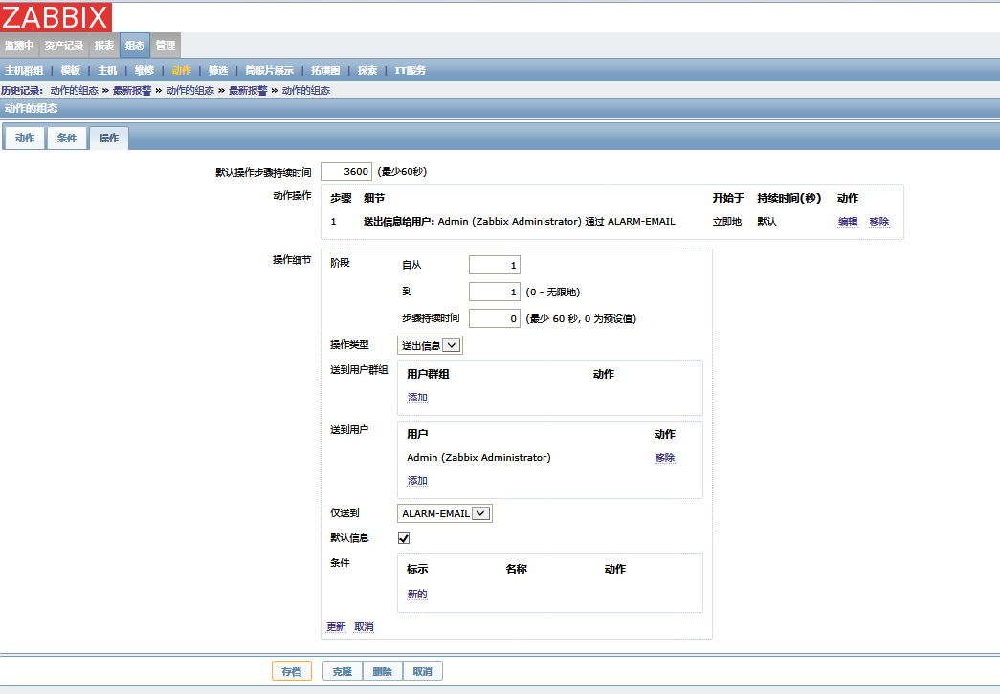 ZABBIX
监测中 资产记录 报表 组态 管理
主机群组 | 模板 | 主机 | 维修 | 动作 | 筛选 | 简报片展示 | 拓墣图 | 探索 | IT服务
历史记录: 动作的组态 » 最新报警 » 动作的组态 » 最新报警 » 动作的组态
动作的组态
动作 条件 操作
默认操作步骤持续时间 3600 (最少60秒)
动作操作 步骤 细节 开始于 持续时间(秒) 动作
1 送出信息给用户: Admin (Zabbix Administrator) 通过 ALARM-EMAIL 立即地 默认 编辑 移除
操作细节 阶段 自从 1
到 1 (0 - 无限地)
步骤持续时间 0 (最少 60 秒, 0 为预设值)
操作类型 送出信息
送到用户群组 用户群组 动作
添加
送到用户 用户 动作
Admin (Zabbix Administrator) 移除
添加
仅送到 ALARM-EMAIL
默认信息
条件 标示 名称 动作
新的
更新 取消
存档 克隆 删除 取消